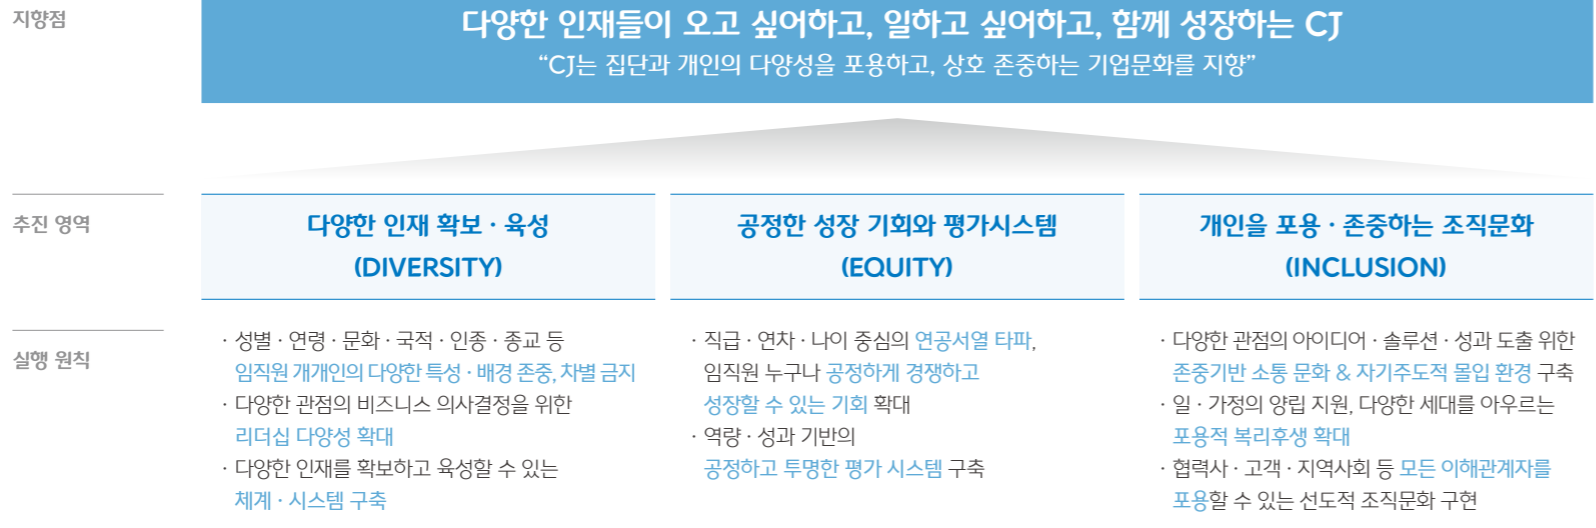 지향점
다양한 인재들이 오고 싶어하고, 일하고 싶어하고, 함께 성장하는 CJ
“CJ는 집단과 개인의 다양성을 포용하고, 상호 존중하는 기업문화를 지향”
추진 영역
다양한 인재 확보 · 육성
(DIVERSITY)
공정한 성장 기회와 평가시스템
(EQUITY)
개인을 포용 · 존중하는 조직문화
(INCLUSION)
실행 원칙
· 성별 · 연령 · 문화 · 국적 · 인종 · 종교 등
임직원 개개인의 다양한 특성 · 배경 존중, 차별 금지
· 다양한 관점의 비즈니스 의사결정을 위한
리더십 다양성 확대
· 다양한 인재를 확보하고 육성할 수 있는
체계 · 시스템 구축
· 직급 · 연차 · 나이 중심의 연공서열 타파,
임직원 누구나 공정하게 경쟁하고
성장할 수 있는 기회 확대
· 역량 · 성과 기반의
공정하고 투명한 평가 시스템 구축
· 다양한 관점의 아이디어 · 솔루션 · 성과 도출 위한
존중기반 소통 문화 & 자기주도적 몰입 환경 구축
· 일 · 가정의 양립 지원, 다양한 세대를 아우르는
포용적 복리후생 확대
· 협력사 · 고객 · 지역사회 등 모든 이해관계자를
포용할 수 있는 선도적 조직문화 구현